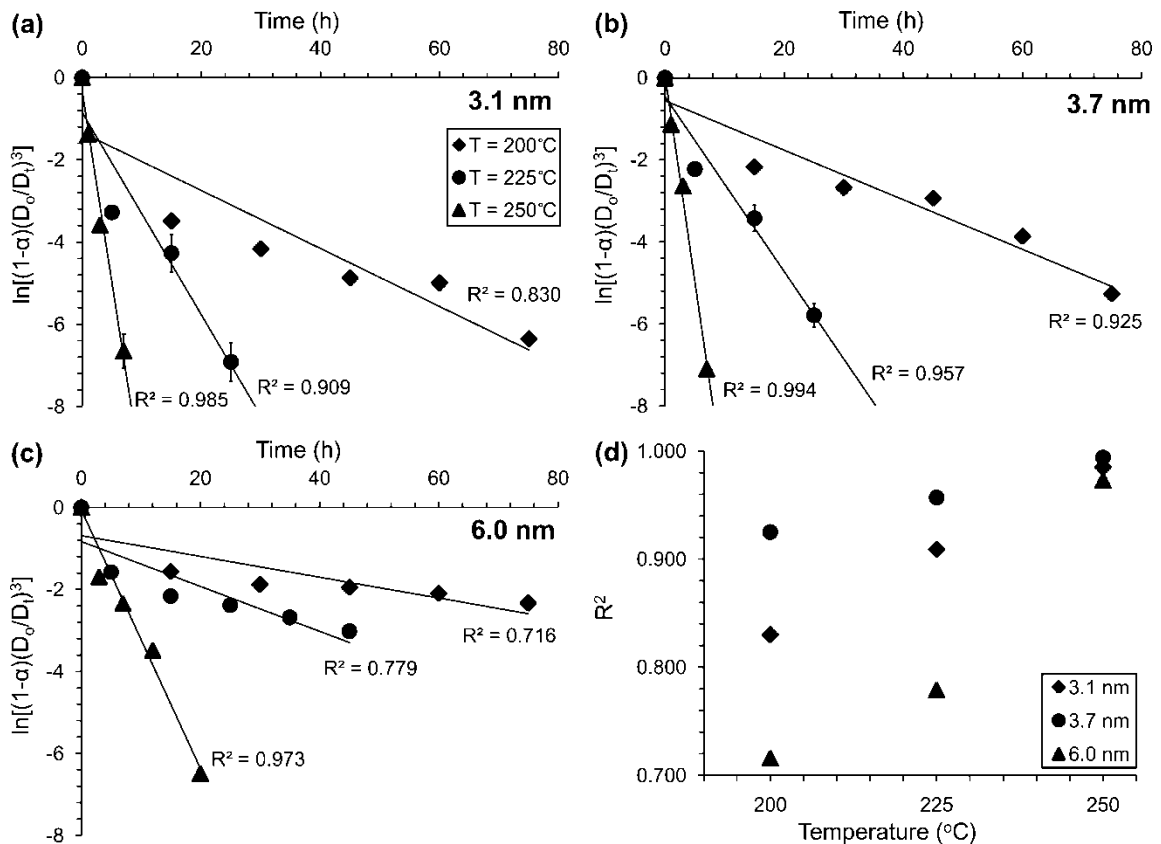 (a)
Time (h)
0 20 40 60 80
0
-2
-4
-6
-8
ln[(1-α)(Dₒ/Dₜ)³]
3.1 nm
T = 200°C
T = 225°C
T = 250°C
R² = 0.830
R² = 0.909
R² = 0.985
(b)
Time (h)
0 20 40 60 80
0
-2
-4
-6
-8
ln[(1-α)(Dₒ/Dₜ)³]
3.7 nm
R² = 0.925
R² = 0.957
R² = 0.994
(c)
Time (h)
0 20 40 60 80
0
-2
-4
-6
-8
ln[(1-α)(Dₒ/Dₜ)³]
6.0 nm
R² = 0.716
R² = 0.779
R² = 0.973
(d)
1.000
0.900
0.800
0.700
R²
3.1 nm
3.7 nm
6.0 nm
200 225 250
Temperature (°C)